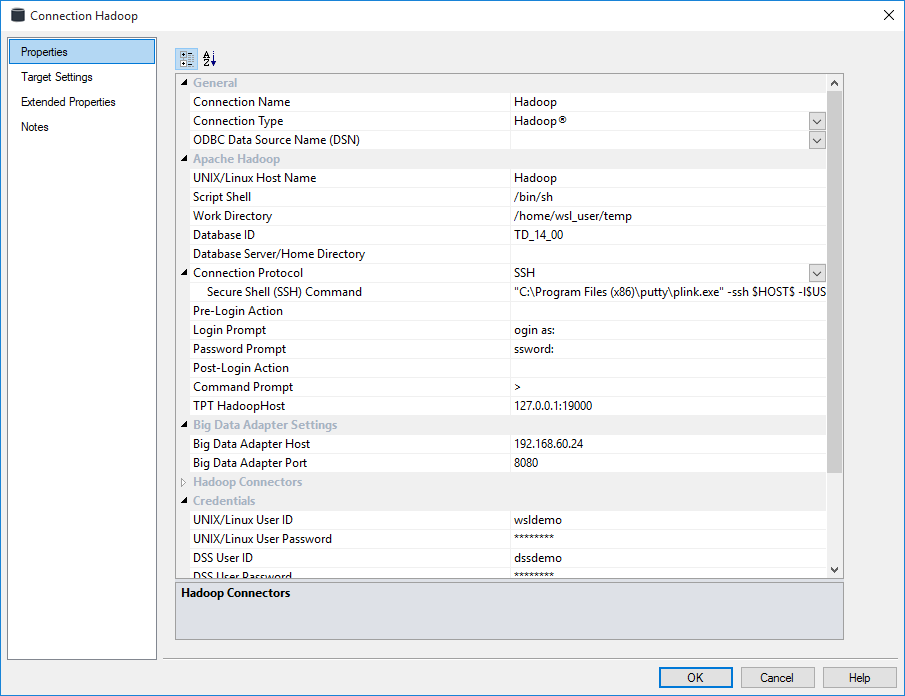 Connection Hadoop
Properties
Target Settings
Extended Properties
Notes
General
Connection Name Hadoop
Connection Type Hadoop®
ODBC Data Source Name (DSN)
Apache Hadoop
UNIX/Linux Host Name Hadoop
Script Shell /bin/sh
Work Directory /home/wsl_user/temp
Database ID TD_14_00
Database Server/Home Directory
Connection Protocol SSH
Secure Shell (SSH) Command "C:\Program Files (x86)\putty\plink.exe" -ssh $HOST$ -l$US
Pre-Login Action
Login Prompt ogin as:
Password Prompt ssword:
Post-Login Action
Command Prompt >
TPT HadoopHost 127.0.0.1:19000
Big Data Adapter Settings
Big Data Adapter Host 192.168.60.24
Big Data Adapter Port 8080
Hadoop Connectors
Credentials
UNIX/Linux User ID wsldemo
UNIX/Linux User Password ********
DSS User ID dssdemo
DSS User Password ********
Hadoop Connectors
OK Cancel Help